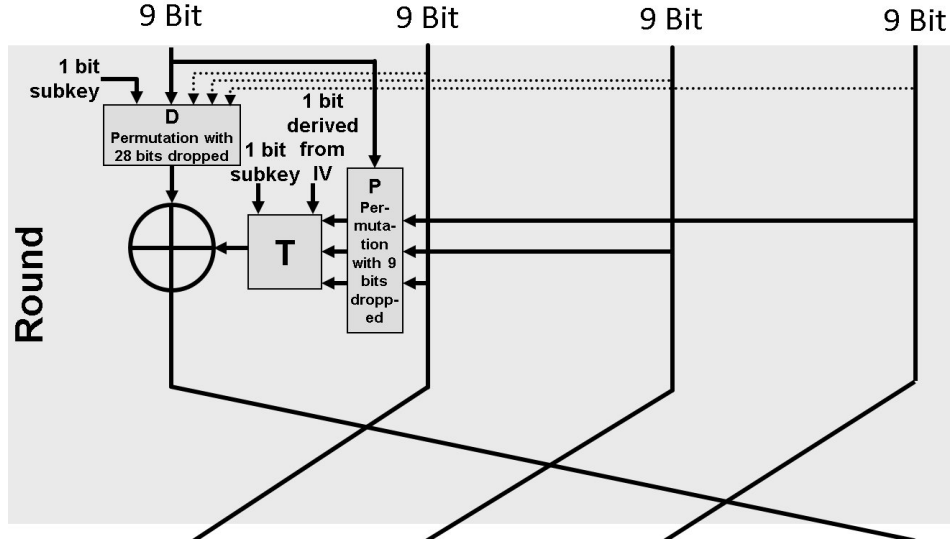 9 Bit
9 Bit
9 Bit
9 Bit
1 bit
subkey
D
Permutation with
28 bits dropped
1 bit
derived
from
IV
1 bit
subkey
P
Per-
muta-
tion
with 9
bits
dropp-
ed
T
Round